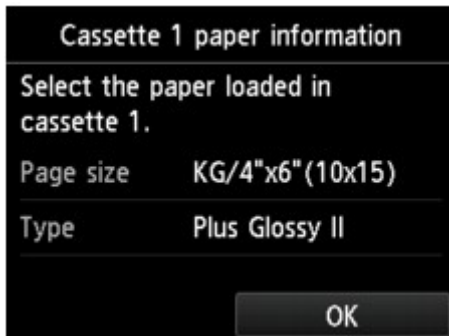 Cassette 1 paper information
Select the paper loaded in
cassette 1.
Page size KG/4"x6"(10x15)
Type Plus Glossy II
OK